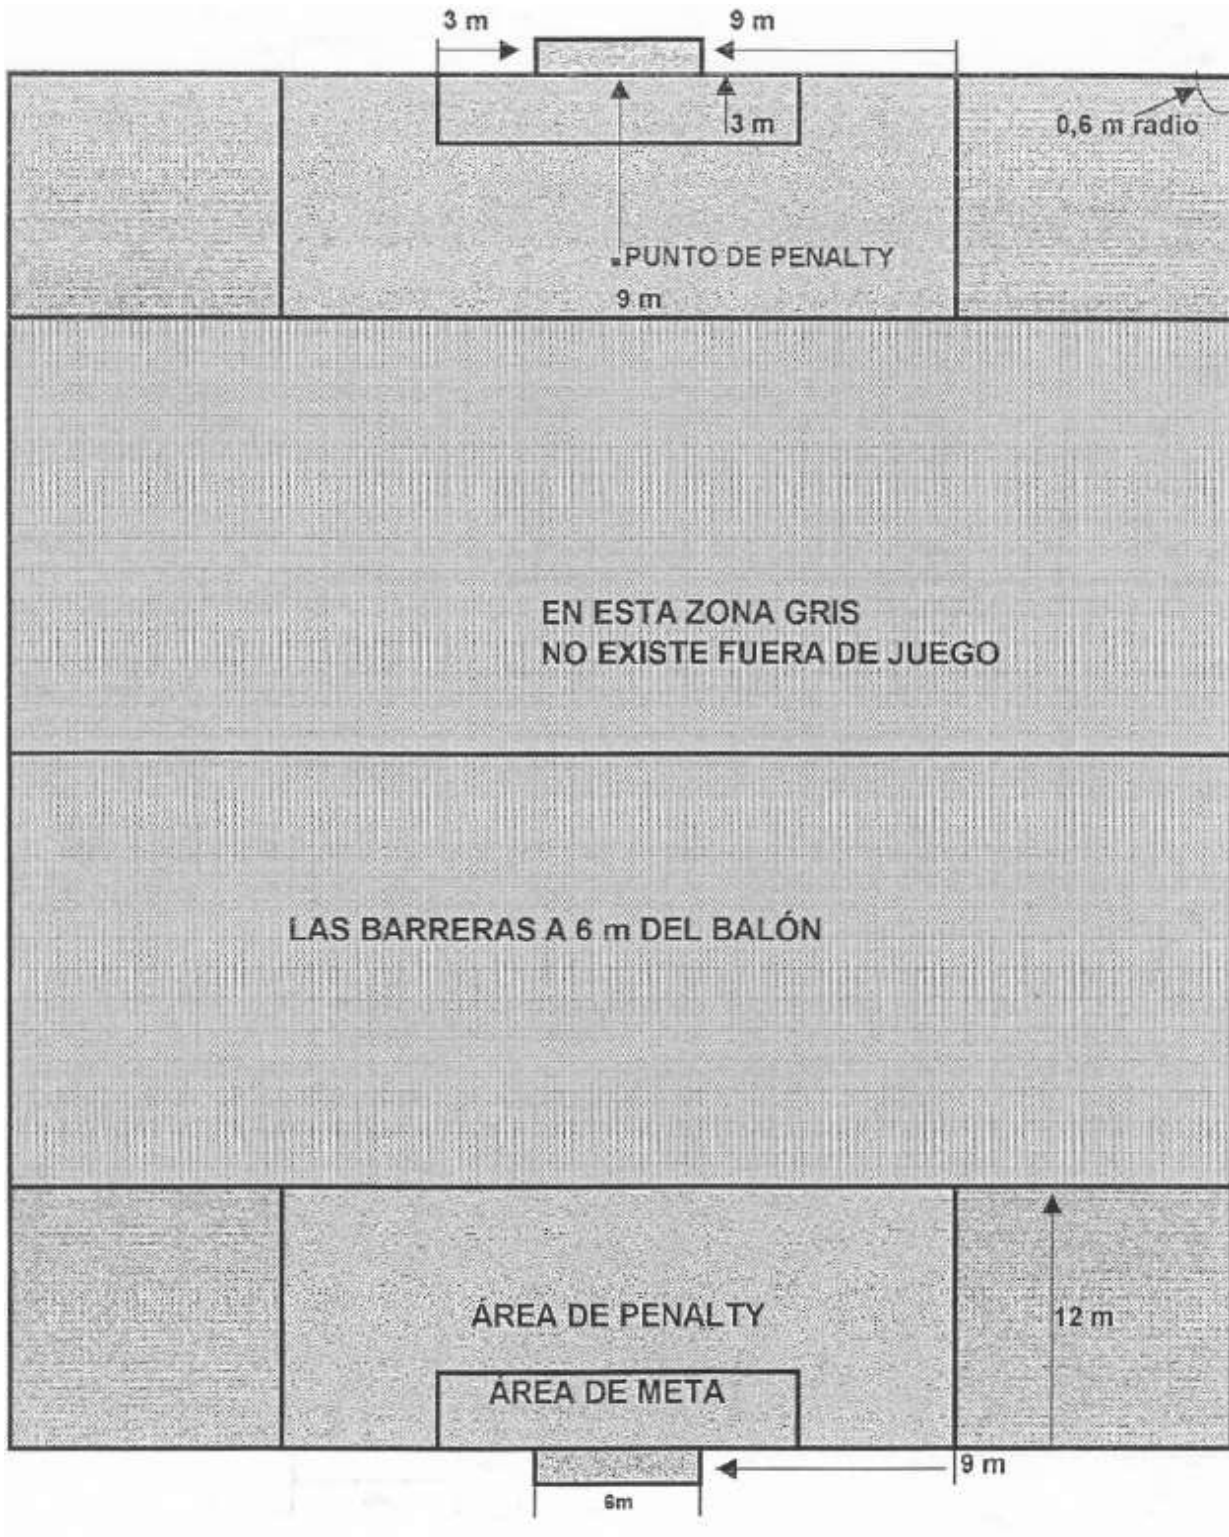 3 m
9 m
3 m
0,6 m radio
PUNTO DE PENALTY
9 m
EN ESTA ZONA GRIS
NO EXISTE FUERA DE JUEGO
LAS BARRERAS A 6 m DEL BALÓN
ÁREA DE PENALTY
12 m
ÁREA DE META
9 m
6m